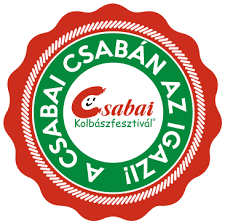 A CSABAI CSABÁN AZ IGAZI!
Csabai
Kolbászfesztivál®